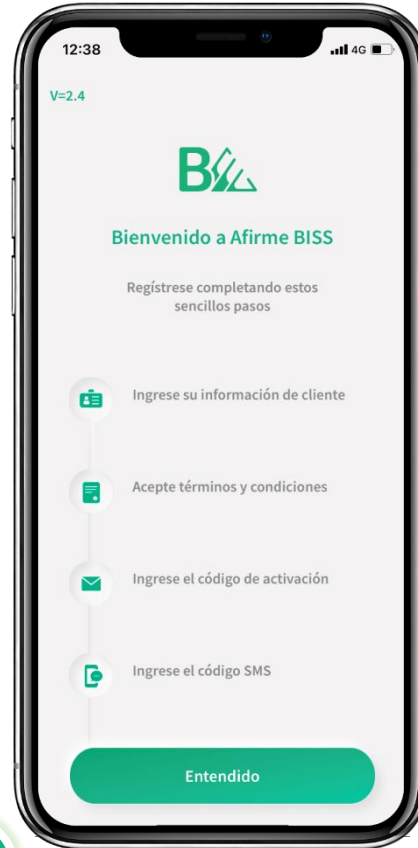 12:38
4G
V=2.4
B
Bienvenido a Afirme BISS
Regístrese completando estos
sencillos pasos
Ingrese su información de cliente
Acepte términos y condiciones
Ingrese el código de activación
Ingrese el código SMS
Entendido